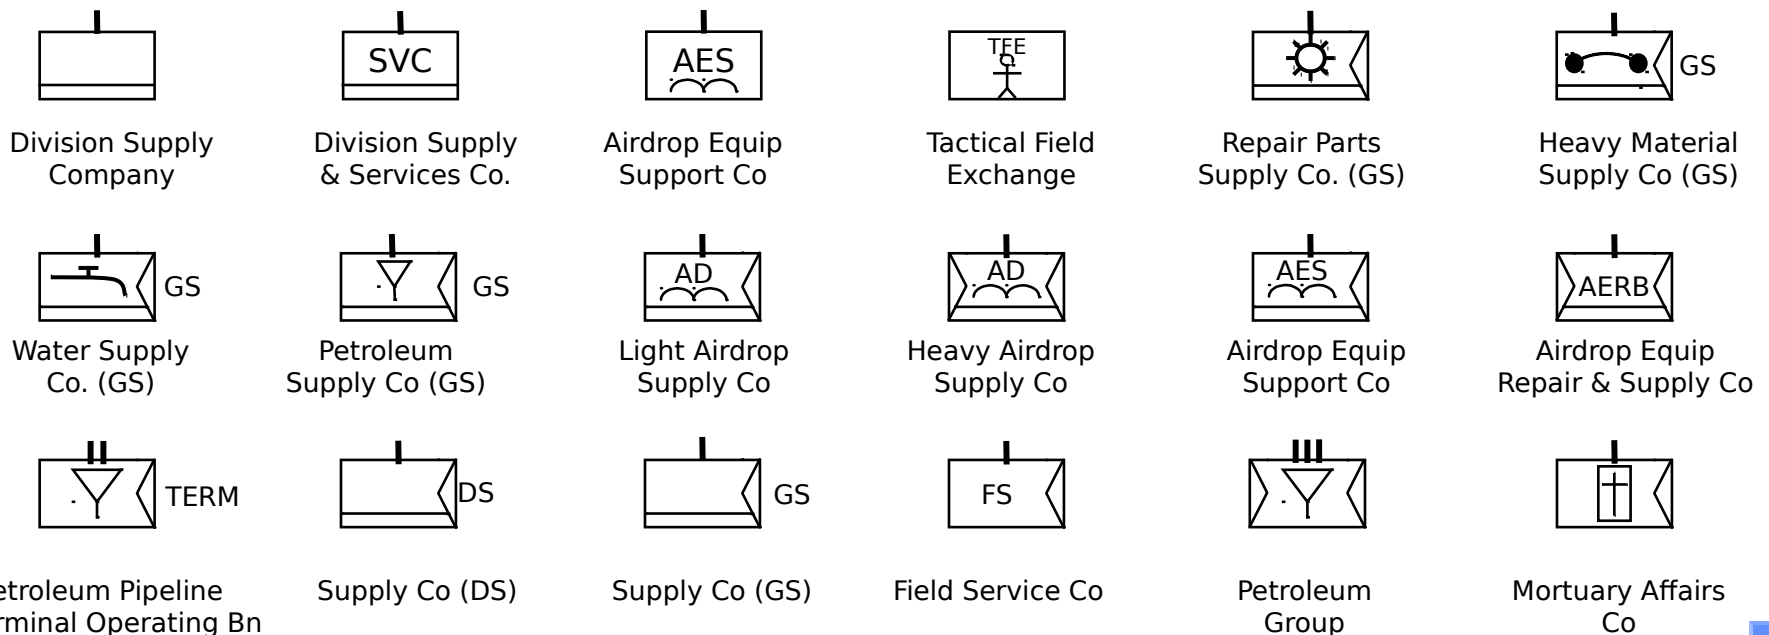 SVC
AES
TFE
GS
Division Supply
Company
Division Supply
& Services Co.
Airdrop Equip
Support Co
Tactical Field
Exchange
Repair Parts
Supply Co. (GS)
Heavy Material
Supply Co (GS)
GS
GS
AD
AD
AES
AERB
Water Supply
Co. (GS)
Petroleum
Supply Co (GS)
Light Airdrop
Supply Co
Heavy Airdrop
Supply Co
Airdrop Equip
Support Co
Airdrop Equip
Repair & Supply Co
TERM
DS
GS
FS
etroleum Pipeline
rminal Operating Bn
Supply Co (DS)
Supply Co (GS)
Field Service Co
Petroleum
Group
Mortuary Affairs
Co